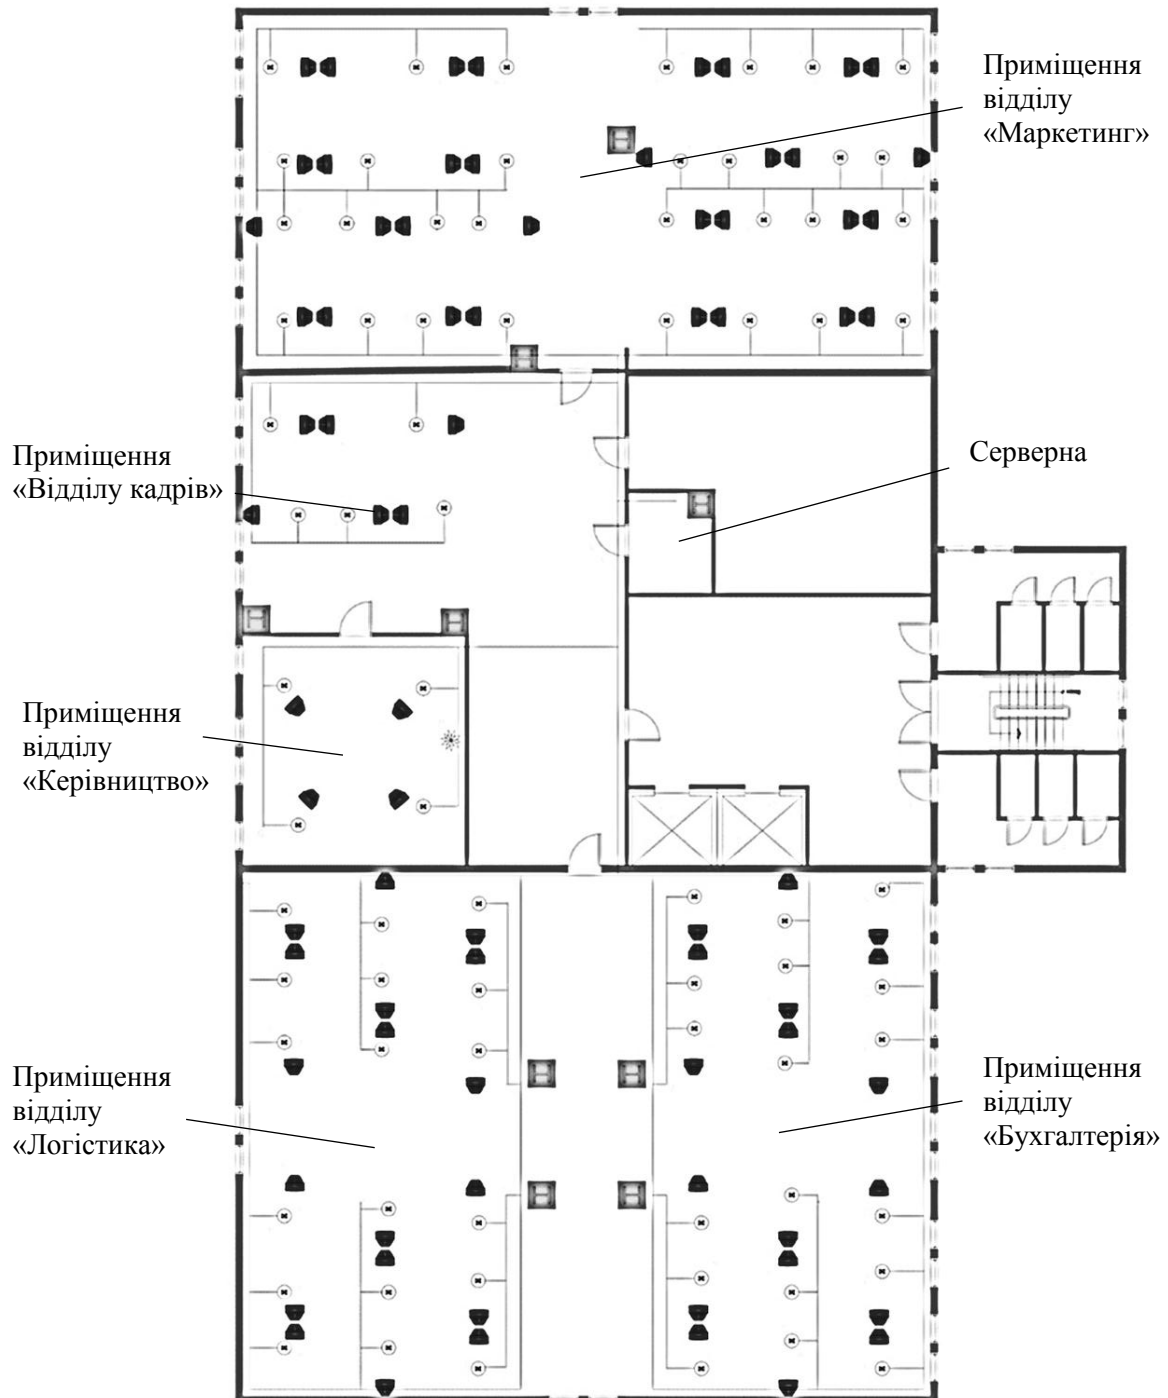 Приміщення
відділу
«Маркетинг»
Приміщення
«Відділу кадрів»
Серверна
Приміщення
відділу
«Керівництво»
Приміщення
відділу
«Логістика»
Приміщення
відділу
«Бухгалтерія»